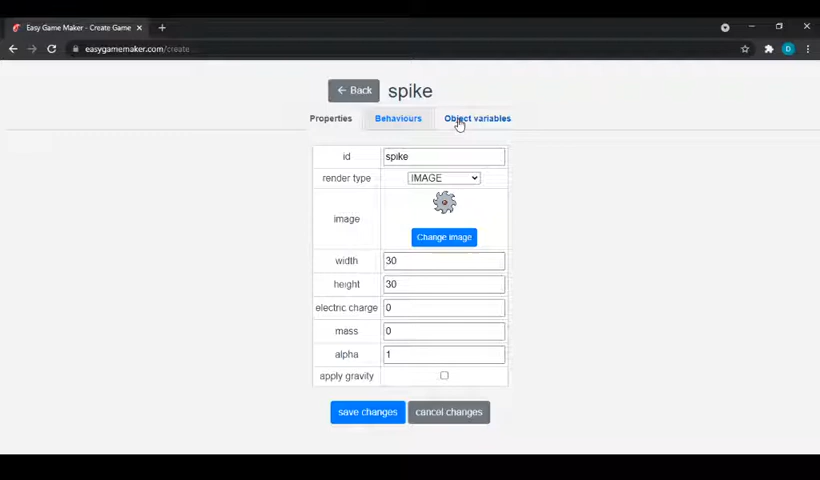 Easy Game Maker - Create Game
easygamemaker.com/create...
D
← Back
spike
Properties
Behaviours
Object variables
id
spike
render type
IMAGE
image
Change image
width
30
height
30
electric charge
0
mass
0
alpha
1
apply gravity
save changes
cancel changes